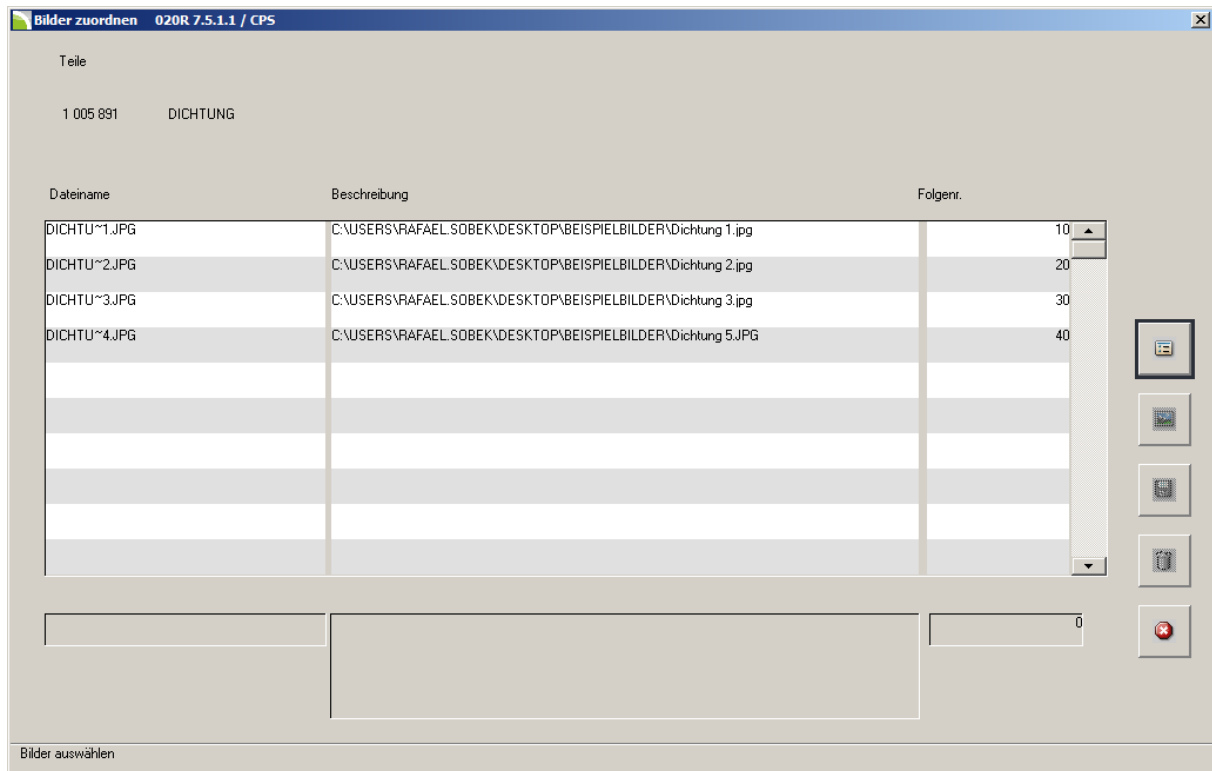 Bilder zuordnen 020R 7.5.1.1 / CPS
Teile
1 005 891 DICHTUNG
Dateiname Beschreibung Folgenr.
DICHTU~1.JPG C:\USERS\RAFAEL.SOBEK\DESKTOP\BEISPIELBILDER\Dichtung 1.jpg 10
DICHTU~2.JPG C:\USERS\RAFAEL.SOBEK\DESKTOP\BEISPIELBILDER\Dichtung 2.jpg 20
DICHTU~3.JPG C:\USERS\RAFAEL.SOBEK\DESKTOP\BEISPIELBILDER\Dichtung 3.jpg 30
DICHTU~4.JPG C:\USERS\RAFAEL.SOBEK\DESKTOP\BEISPIELBILDER\Dichtung 5.JPG 40
0
Bilder auswählen